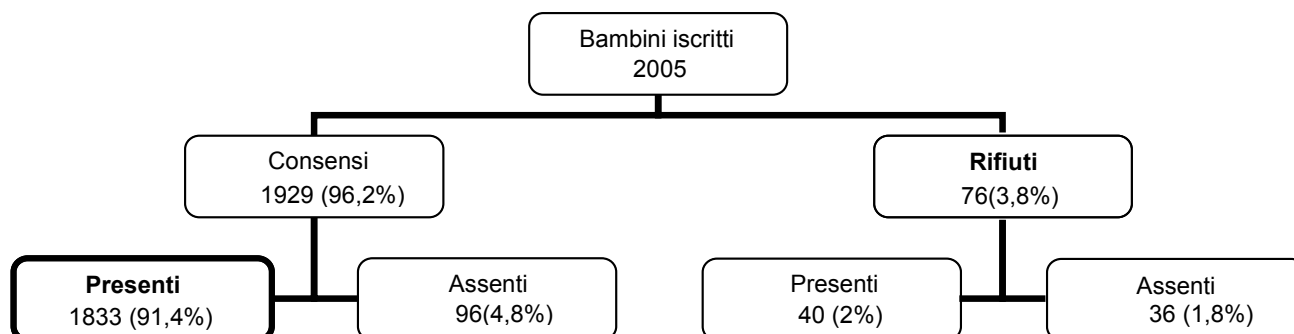 Bambini iscritti
2005
Consensi
1929 (96,2%)
Rifiuti
76(3,8%)
Presenti
1833 (91,4%)
Assenti
96(4,8%)
Presenti
40 (2%)
Assenti
36 (1,8%)